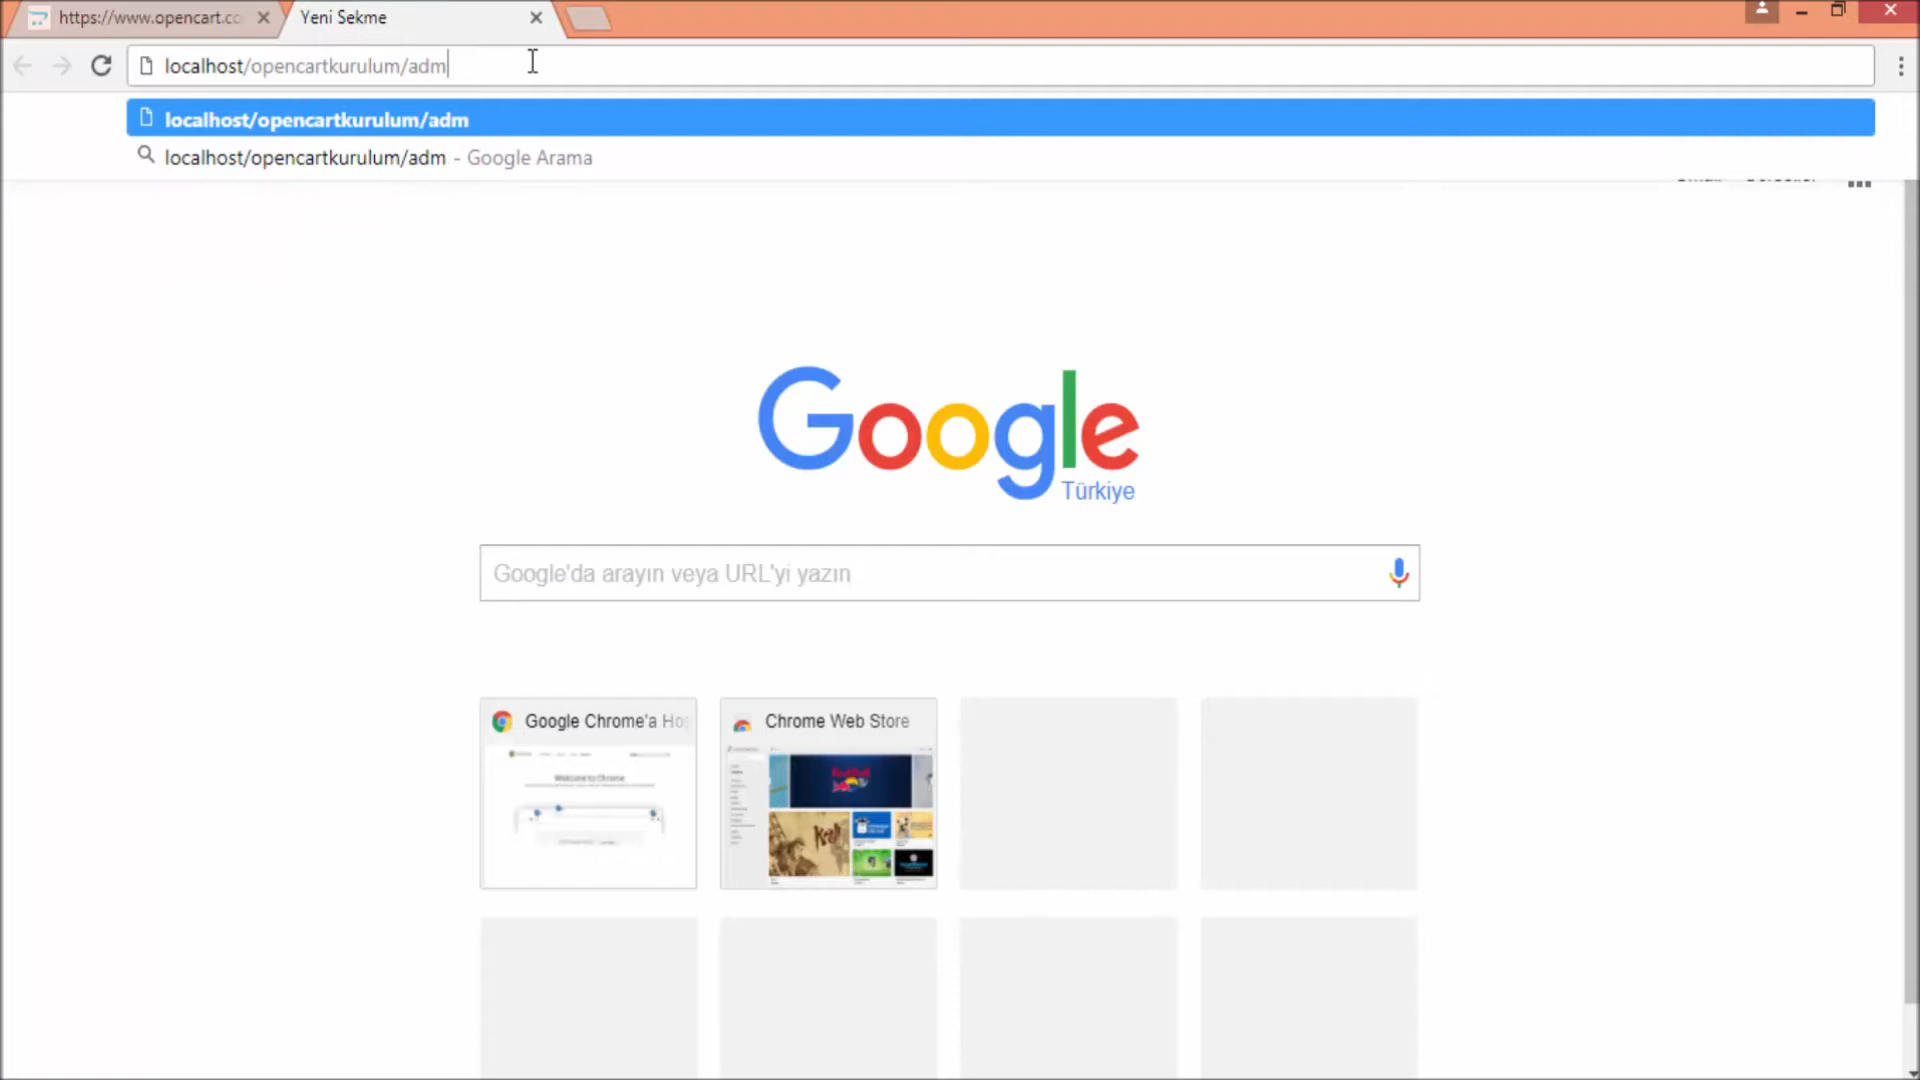 https://www.opencart.co
Yeni Sekme
localhost/opencartkurulum/adm
localhost/opencartkurulum/adm
localhost/opencartkurulum/adm - Google Arama
Google
Türkiye
Google'da arayın veya URL'yi yazın
Google Chrome'a Ho
Chrome Web Store
Welcome to Chrome